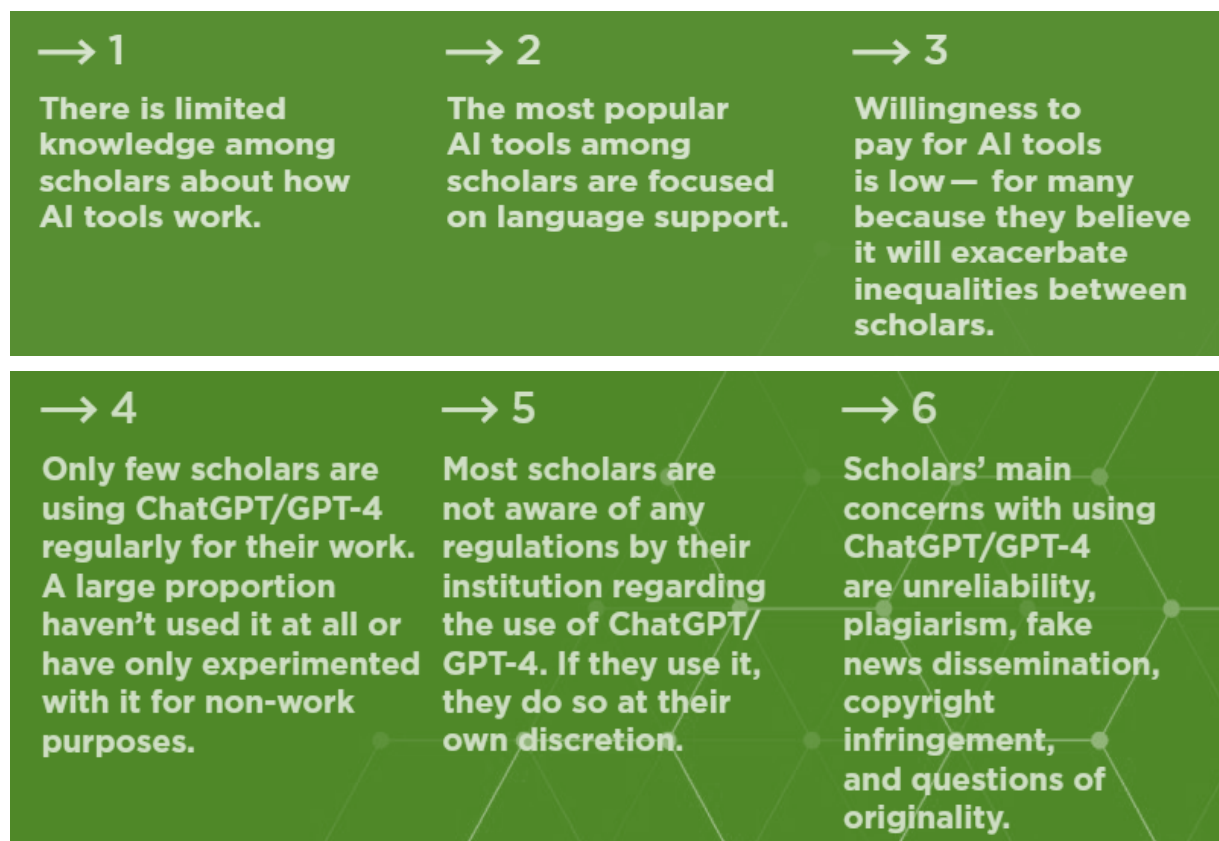 → 1
There is limited
knowledge among
scholars about how
AI tools work.
→ 2
The most popular
AI tools among
scholars are focused
on language support.
→ 3
Willingness to
pay for AI tools
is low — for many
because they believe
it will exacerbate
inequalities between
scholars.
→ 4
Only few scholars are
using ChatGPT/GPT-4
regularly for their work.
A large proportion
haven’t used it at all or
have only experimented
with it for non-work
purposes.
→ 5
Most scholars are
not aware of any
regulations by their
institution regarding
the use of ChatGPT/
GPT-4. If they use it,
they do so at their
own discretion.
→ 6
Scholars’ main
concerns with using
ChatGPT/GPT-4
are unreliability,
plagiarism, fake
news dissemination,
copyright
infringement,
and questions of
originality.